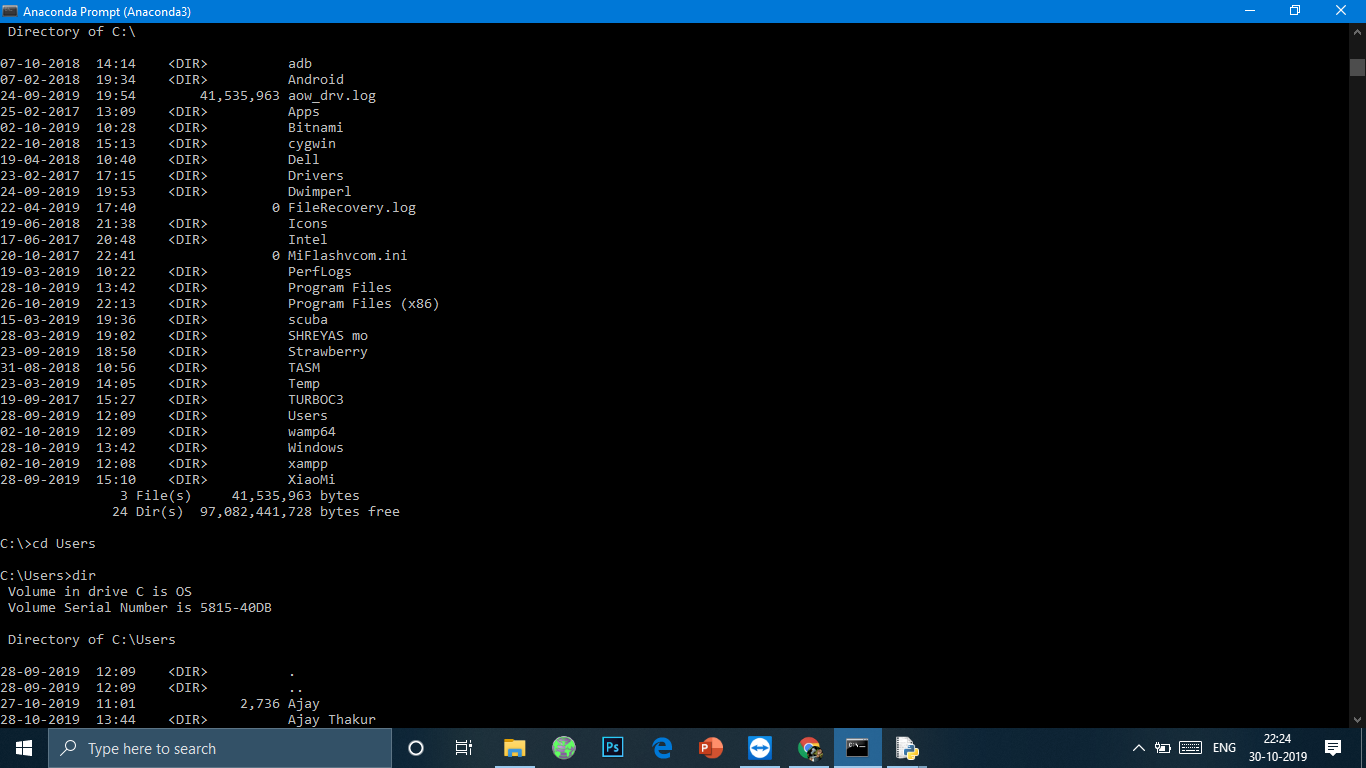 Anaconda Prompt (Anaconda3)
Directory of C:\
07-10-2018 14:14 <DIR> adb
07-02-2018 19:34 <DIR> Android
24-09-2019 19:54 41,535,963 aow_drv.log
25-02-2017 13:09 <DIR> Apps
02-10-2019 10:28 <DIR> Bitnami
22-10-2018 15:13 <DIR> cygwin
19-04-2018 10:40 <DIR> Dell
23-02-2017 17:15 <DIR> Drivers
24-09-2019 19:53 <DIR> Dwimperl
22-04-2019 17:40 0 FileRecovery.log
19-06-2018 21:38 <DIR> Icons
17-06-2017 20:48 <DIR> Intel
20-10-2017 22:41 0 MiFlashvcom.ini
19-03-2019 10:22 <DIR> PerfLogs
28-10-2019 13:42 <DIR> Program Files
26-10-2019 22:13 <DIR> Program Files (x86)
15-03-2019 19:36 <DIR> scuba
28-03-2019 19:02 <DIR> SHREYAS mo
23-09-2019 18:50 <DIR> Strawberry
31-08-2018 10:56 <DIR> TASM
23-03-2019 14:05 <DIR> Temp
19-09-2017 15:27 <DIR> TURBOC3
28-09-2019 12:09 <DIR> Users
02-10-2019 12:09 <DIR> wamp64
28-10-2019 13:42 <DIR> Windows
02-10-2019 12:08 <DIR> xampp
28-09-2019 15:10 <DIR> XiaoMi
3 File(s) 41,535,963 bytes
24 Dir(s) 97,082,441,728 bytes free
C:\>cd Users
C:\Users>dir
Volume in drive C is OS
Volume Serial Number is 5815-40DB
Directory of C:\Users
28-09-2019 12:09 <DIR> .
28-09-2019 12:09 <DIR> ..
27-10-2019 11:01 2,736 Ajay
28-10-2019 13:44 <DIR> Ajay Thakur
Type here to search
Ps
ENG
22:24
30-10-2019